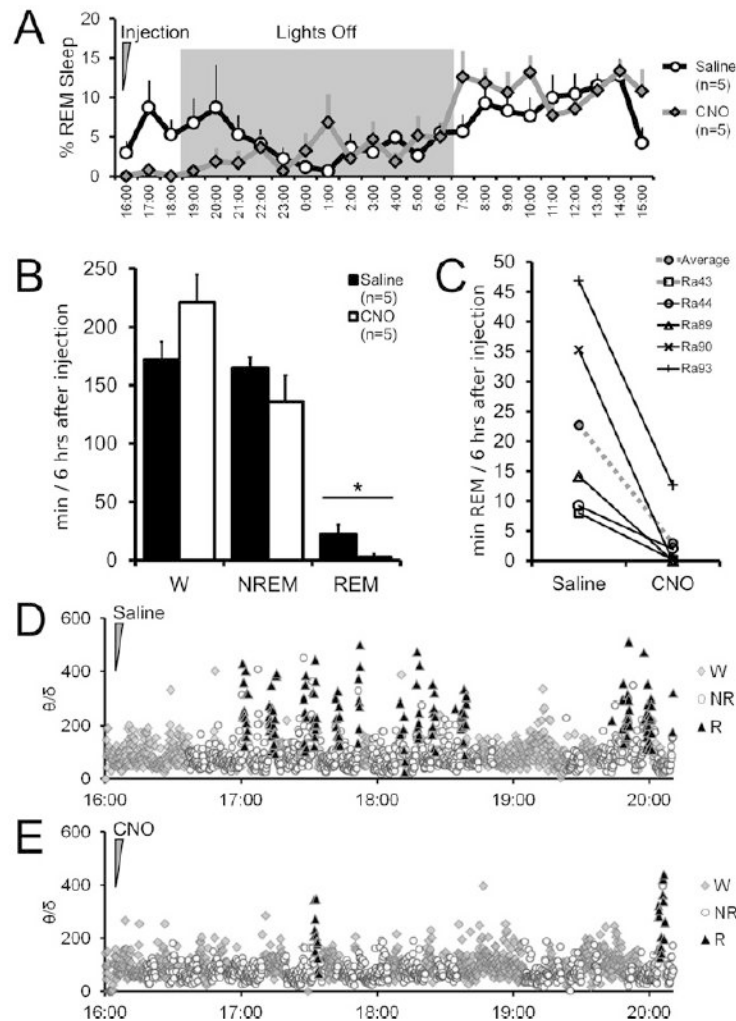 A
Injection
Lights Off
% REM Sleep
20
15
10
5
0
16:00
17:00
18:00
19:00
20:00
21:00
22:00
23:00
0:00
1:00
2:00
3:00
4:00
5:00
6:00
7:00
8:00
9:00
10:00
11:00
12:00
13:00
14:00
15:00
Saline
(n=5)
CNO
(n=5)
B
min / 6 hrs after injection
250
200
150
100
50
0
W
NREM
REM
*
Saline
(n=5)
CNO
(n=5)
C
min REM / 6 hrs after injection
50
45
40
35
30
25
20
15
10
5
0
Saline
CNO
Average
Ra43
Ra44
Ra89
Ra90
Ra93
D
Saline
θ/δ
600
400
200
0
16:00
17:00
18:00
19:00
20:00
W
NR
R
E
CNO
θ/δ
600
400
200
0
16:00
17:00
18:00
19:00
20:00
W
NR
R